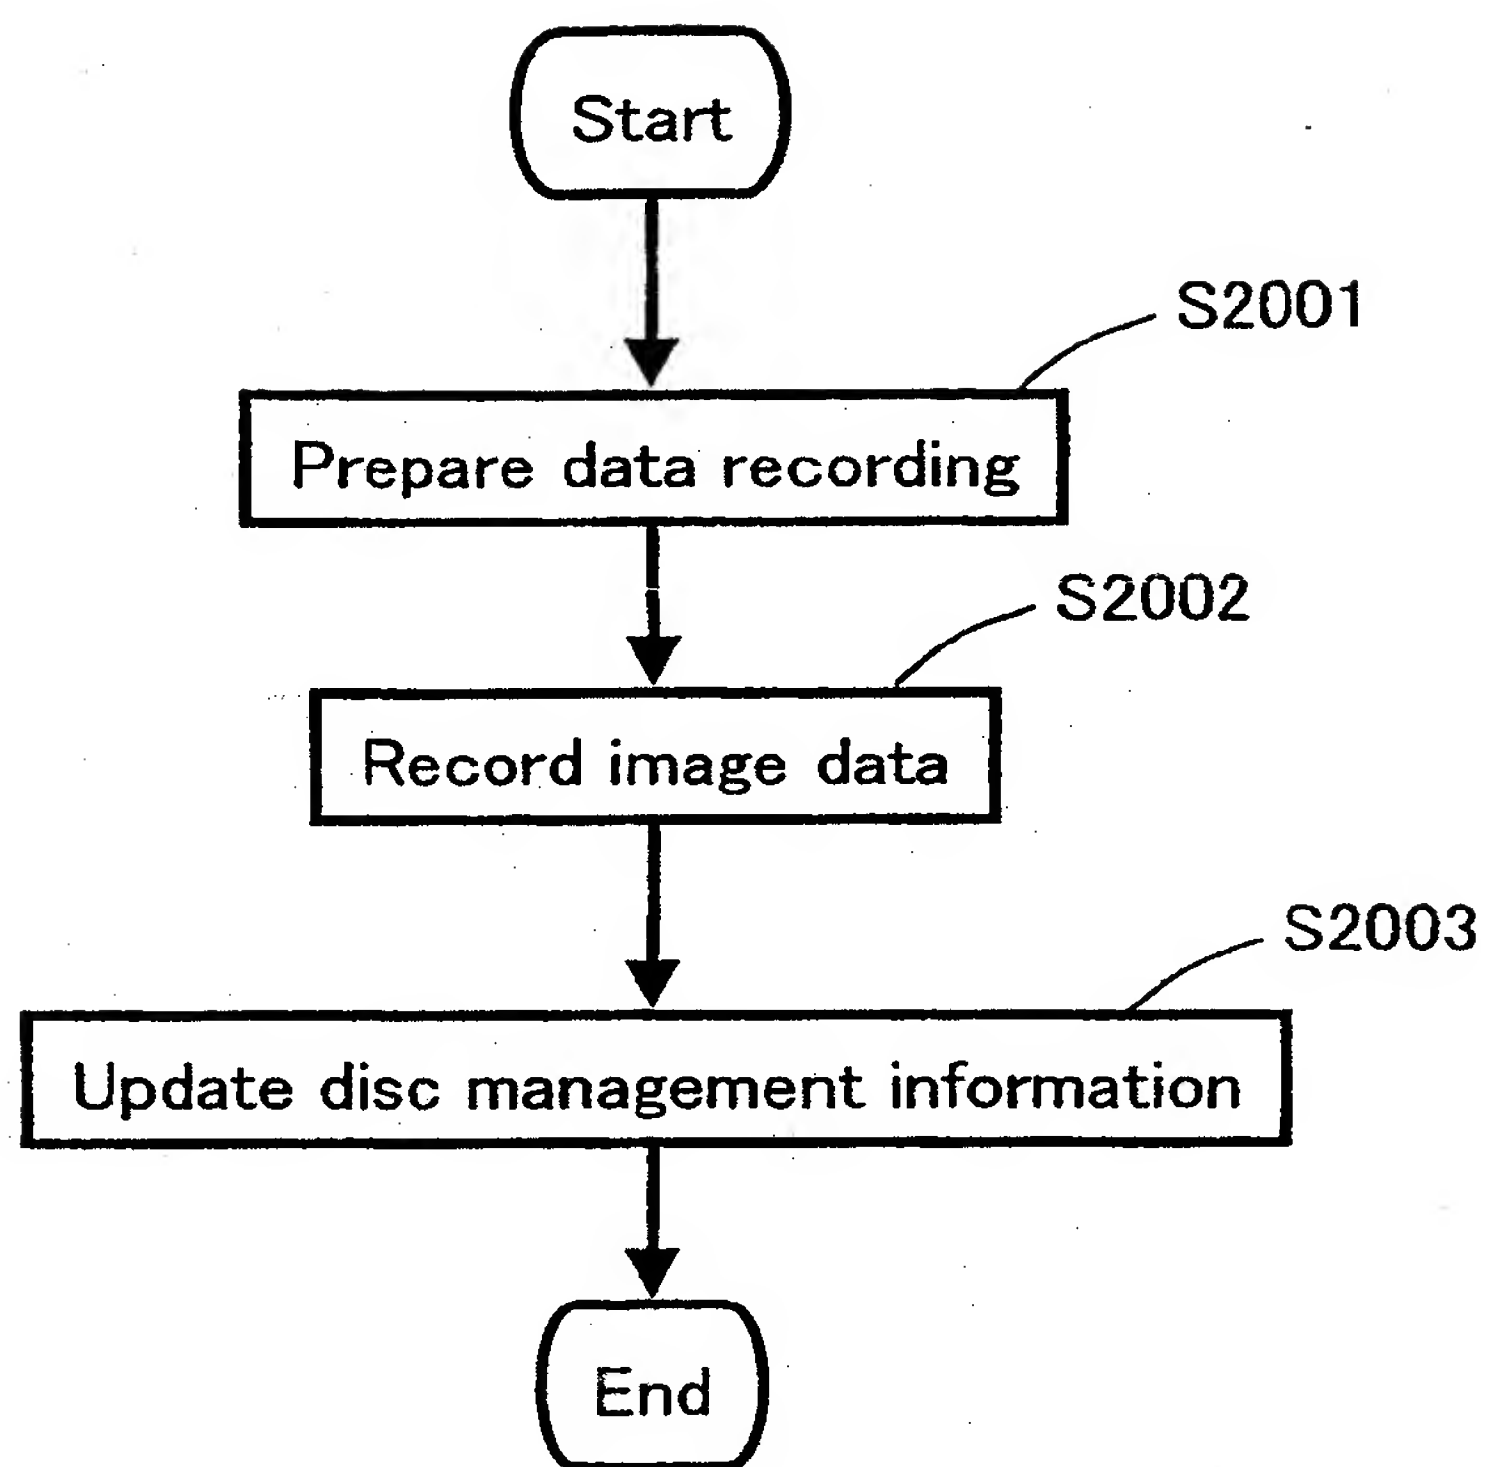 Start
S2001
Prepare data recording
S2002
Record image data
S2003
Update disc management information
End